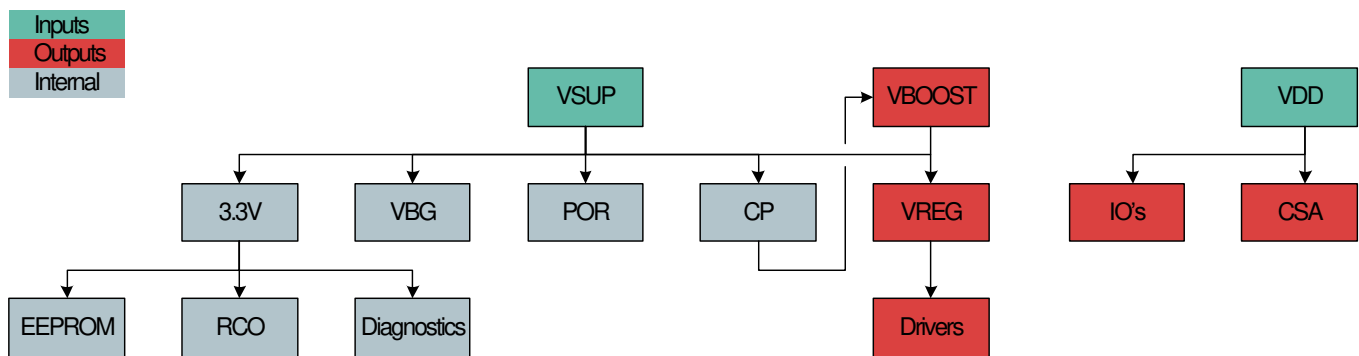 Inputs
Outputs
Internal
VSUP
VBOOST
VDD
3.3V
VBG
POR
CP
VREG
IO's
CSA
EEPROM
RCO
Diagnostics
Drivers